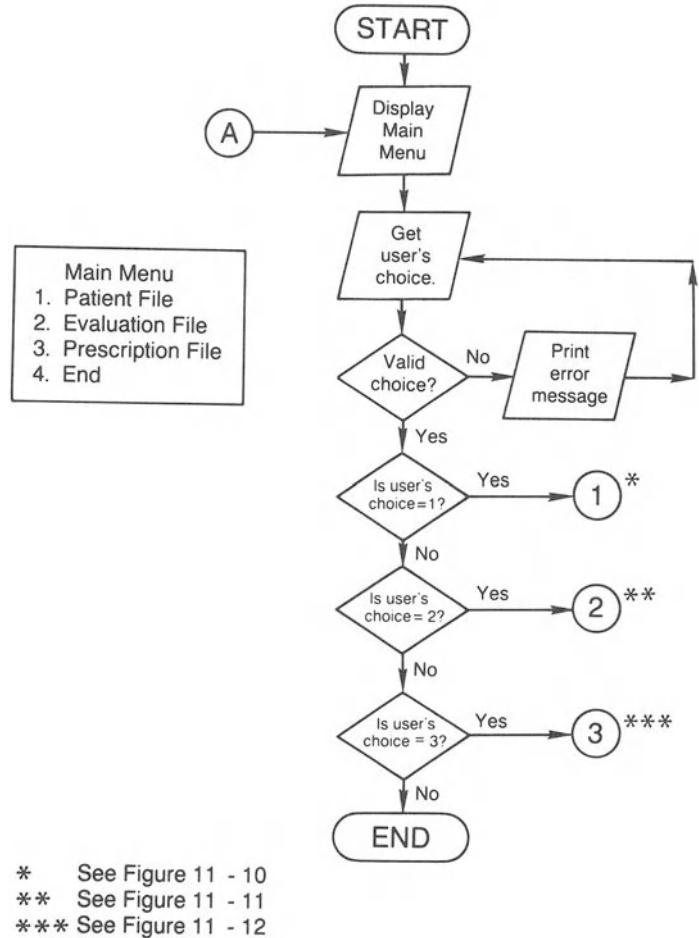 START
Display
Main
Menu
A
Get
user's
choice.
Main Menu
1. Patient File
2. Evaluation File
3. Prescription File
4. End
Valid
choice?
No
Print
error
message
Yes
Is user's
choice=1?
Yes
1 *
No
Is user's
choice = 2?
Yes
2 **
No
Is user's
choice = 3?
Yes
3 ***
No
END
* See Figure 11 - 10
** See Figure 11 - 11
*** See Figure 11 - 12